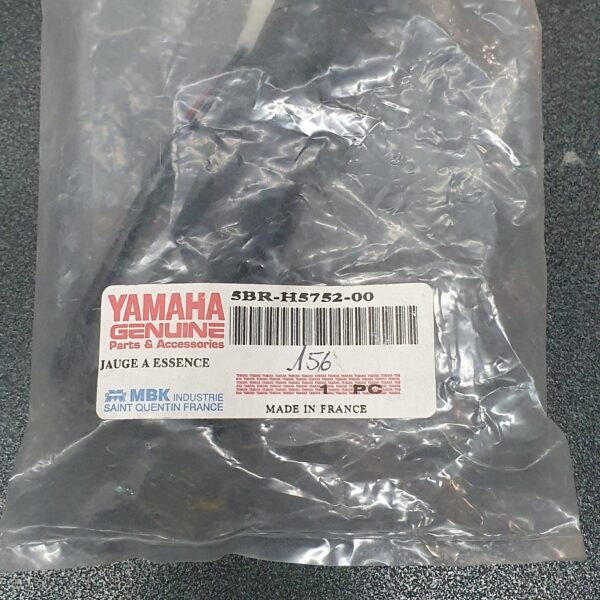 YAMAHA
GENUINE
Parts & Accessories
5BR-H5752-00
JAUGE A ESSENCE
156
1 PC
MBK INDUSTRIE
SAINT QUENTIN FRANCE
MADE IN FRANCE